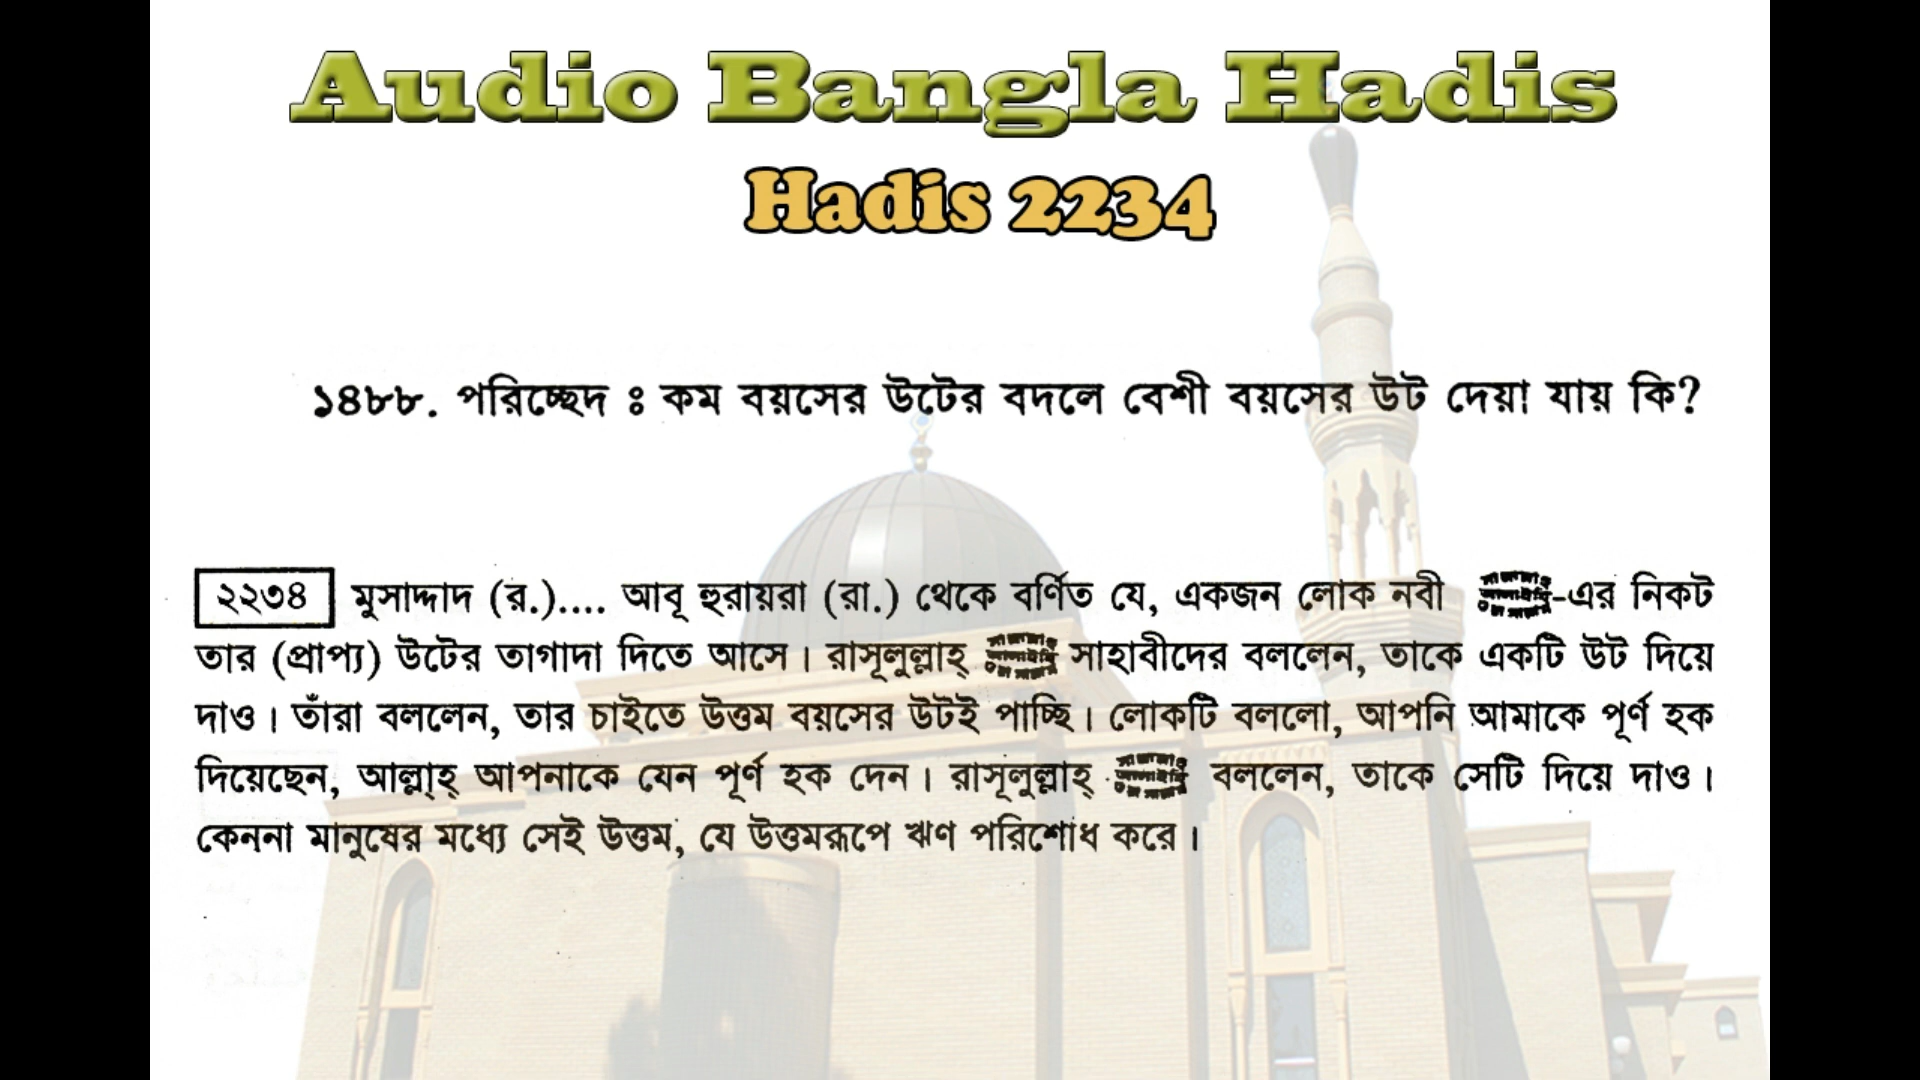 Audio Bangla Hadis
Hadis 2234
১৪৮৮. পরিচ্ছেদ ঃ কম বয়সের উটের বদলে বেশী বয়সের উট দেয়া যায় কি?
২২৩৪ মুসাদ্দাদ (র.).... আবূ হুরায়রা (রা.) থেকে বর্ণিত যে, একজন লোক নবী -এর নিকট
তার (প্রাপ্য) উটের তাগাদা দিতে আসে। রাসূলুল্লাহ্ সাহাবীদের বললেন, তাকে একটি উট দিয়ে
দাও। তাঁরা বললেন, তার চাইতে উত্তম বয়সের উটই পাচ্ছি। লোকটি বললো, আপনি আমাকে পূর্ণ হক
দিয়েছেন, আল্লাহ্ আপনাকে যেন পূর্ণ হক দেন। রাসূলুল্লাহ্ বললেন, তাকে সেটি দিয়ে দাও।
কেননা মানুষের মধ্যে সেই উত্তম, যে উত্তমরূপে ঋণ পরিশোধ করে।